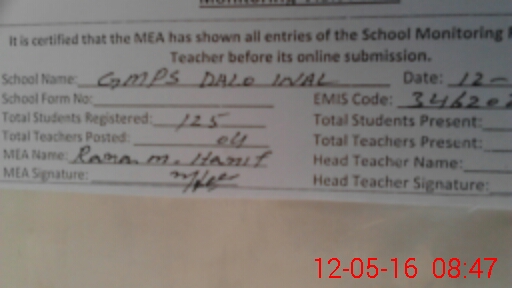 It is certified that the MEA has shown all entries of the School Monitoring
Teacher before its online submission.
School Name: GMPS DALO INAL Date: 12-
School Form No: EMIS Code: 346202
Total Students Registered: 125 Total Students Present:
Total Teachers Posted: 04 Total Teachers Present:
MEA Name: Rana M. Hanif Head Teacher Name:
MEA Signature: Head Teacher Signature:
12-05-16 08:47